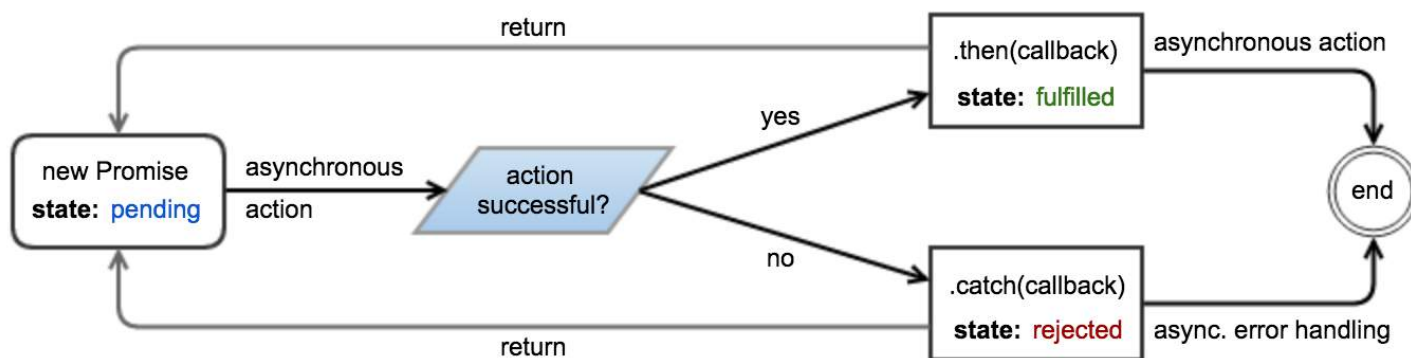 return
.then(callback)
state: fulfilled
asynchronous action
yes
new Promise
state: pending
asynchronous
action
action
successful?
end
no
.catch(callback)
state: rejected
async. error handling
return